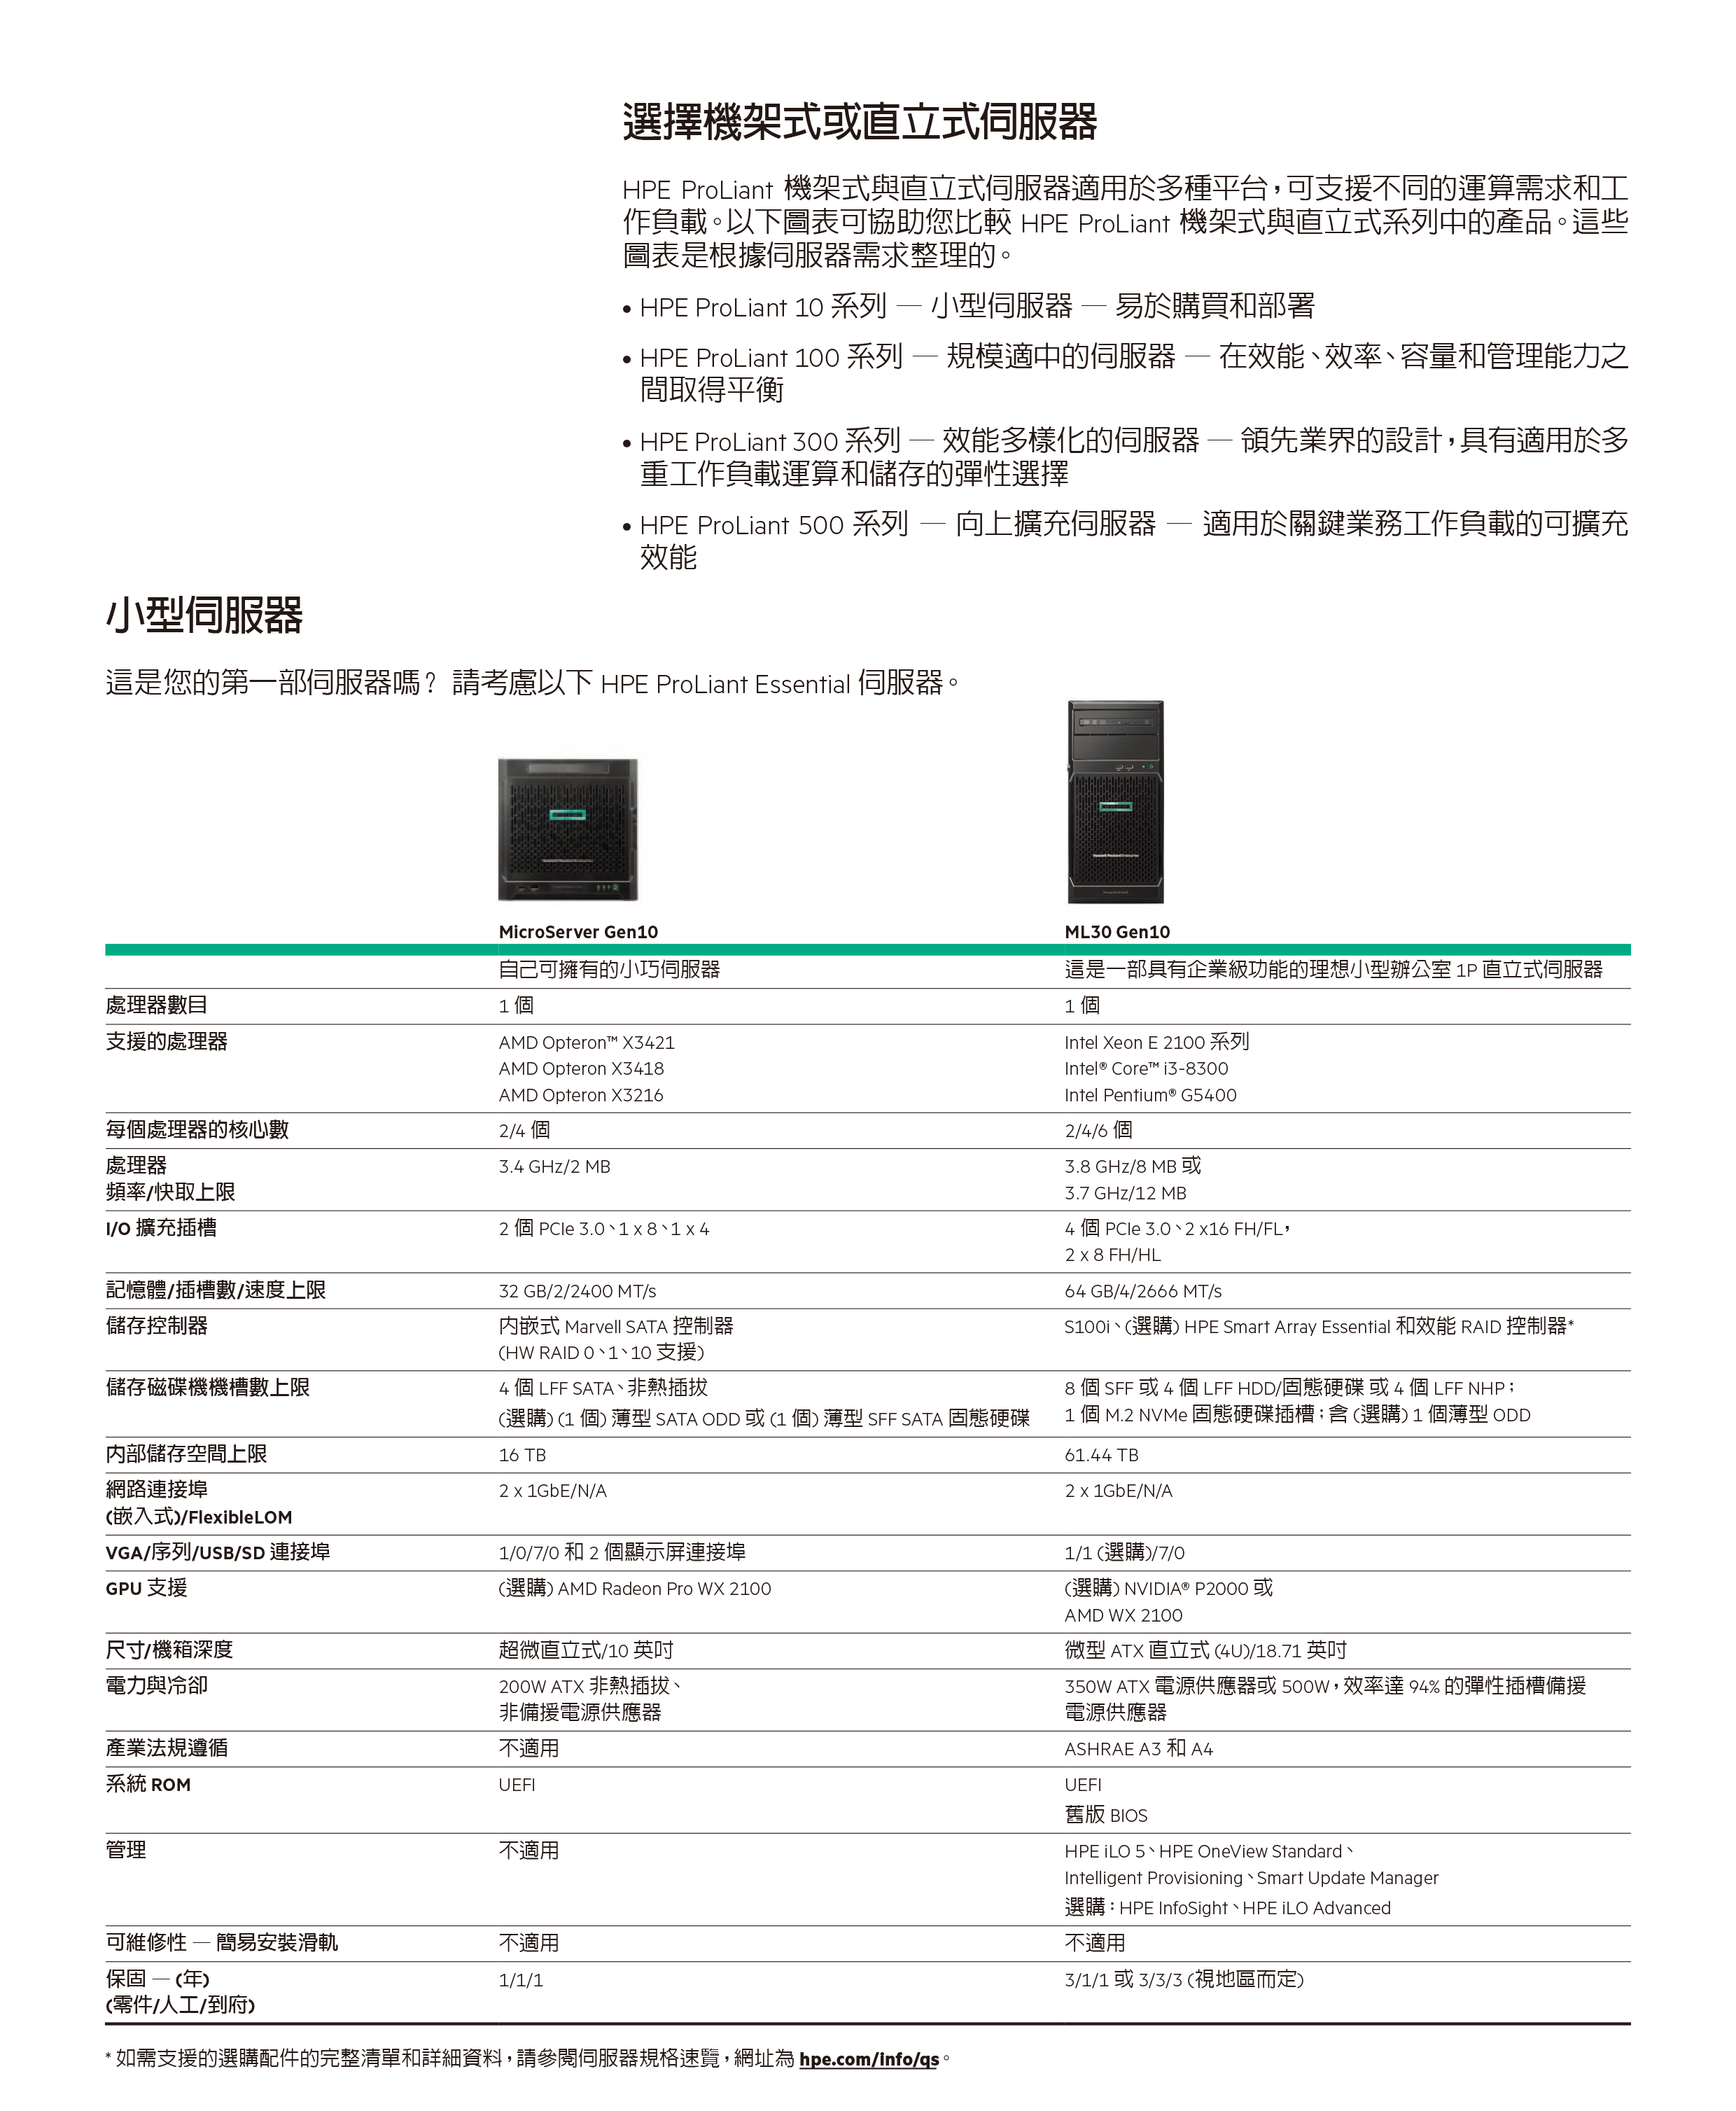 選擇機架式或直立式伺服器
HPE ProLiant 機架式與直立式伺服器適用於多種平台，可支援不同的運算需求和工
作負載。以下圖表可協助您比較 HPE ProLiant 機架式與直立式系列中的產品。這些
圖表是根據伺服器需求整理的。
• HPE ProLiant 10 系列 — 小型伺服器 — 易於購買和部署
• HPE ProLiant 100 系列 — 規模適中的伺服器 — 在效能、效率、容量和管理能力之
間取得平衡
• HPE ProLiant 300 系列 — 效能多樣化的伺服器 — 領先業界的設計，具有適用於多
重工作負載運算和儲存的彈性選擇
• HPE ProLiant 500 系列 — 向上擴充伺服器 — 適用於關鍵業務工作負載的可擴充
效能
小型伺服器
這是您的第一部伺服器嗎？ 請考慮以下 HPE ProLiant Essential 伺服器。
Hewlett Packard Enterprise
Hewlett Packard Enterprise
MicroServer Gen10 ML30 Gen10
自己可擁有的小巧伺服器 這是一部具有企業級功能的理想小型辦公室 1P 直立式伺服器
處理器數目 1 個 1 個
支援的處理器 AMD Opteron™ X3421 Intel Xeon E 2100 系列
AMD Opteron X3418 Intel® Core™ i3-8300
AMD Opteron X3216 Intel Pentium® G5400
每個處理器的核心數 2/4 個 2/4/6 個
處理器 3.4 GHz/2 MB 3.8 GHz/8 MB 或
頻率/快取上限 3.7 GHz/12 MB
I/O 擴充插槽 2 個 PCIe 3.0、1 x 8、1 x 4 4 個 PCIe 3.0、2 x16 FH/FL，
2 x 8 FH/HL
記憶體/插槽數/速度上限 32 GB/2/2400 MT/s 64 GB/4/2666 MT/s
儲存控制器 內嵌式 Marvell SATA 控制器 S100i、(選購) HPE Smart Array Essential 和效能 RAID 控制器*
(HW RAID 0、1、10 支援)
儲存磁碟機機槽數上限 4 個 LFF SATA、非熱插拔 8 個 SFF 或 4 個 LFF HDD/固態硬碟 或 4 個 LFF NHP；
(選購) (1 個) 薄型 SATA ODD 或 (1 個) 薄型 SFF SATA 固態硬碟 1 個 M.2 NVMe 固態硬碟插槽；含 (選購) 1 個薄型 ODD
內部儲存空間上限 16 TB 61.44 TB
網路連接埠 2 x 1GbE/N/A 2 x 1GbE/N/A
(嵌入式)/FlexibleLOM
VGA/序列/USB/SD 連接埠 1/0/7/0 和 2 個顯示屏連接埠 1/1 (選購)/7/0
GPU 支援 (選購) AMD Radeon Pro WX 2100 (選購) NVIDIA® P2000 或
AMD WX 2100
尺寸/機箱深度 超微直立式/10 英吋 微型 ATX 直立式 (4U)/18.71 英吋
電力與冷卻 200W ATX 非熱插拔、 350W ATX 電源供應器或 500W，效率達 94% 的彈性插槽備援
非備援電源供應器 電源供應器
產業法規遵循 不適用 ASHRAE A3 和 A4
系統 ROM UEFI UEFI
舊版 BIOS
管理 不適用 HPE iLO 5、HPE OneView Standard、
Intelligent Provisioning、Smart Update Manager
選購：HPE InfoSight、HPE iLO Advanced
可維修性 — 簡易安裝滑軌 不適用 不適用
保固 — (年) 1/1/1 3/1/1 或 3/3/3 (視地區而定)
(零件/人工/到府)
* 如需支援的選購配件的完整清單和詳細資料，請參閱伺服器規格速覽，網址為 hpe.com/info/qs。